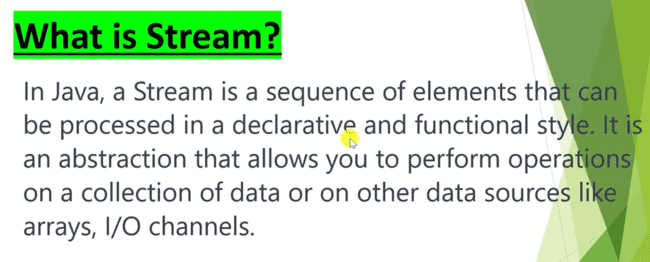 What is Stream?
In Java, a Stream is a sequence of elements that can
be processed in a declarative and functional style. It is
an abstraction that allows you to perform operations
on a collection of data or on other data sources like
arrays, I/O channels.